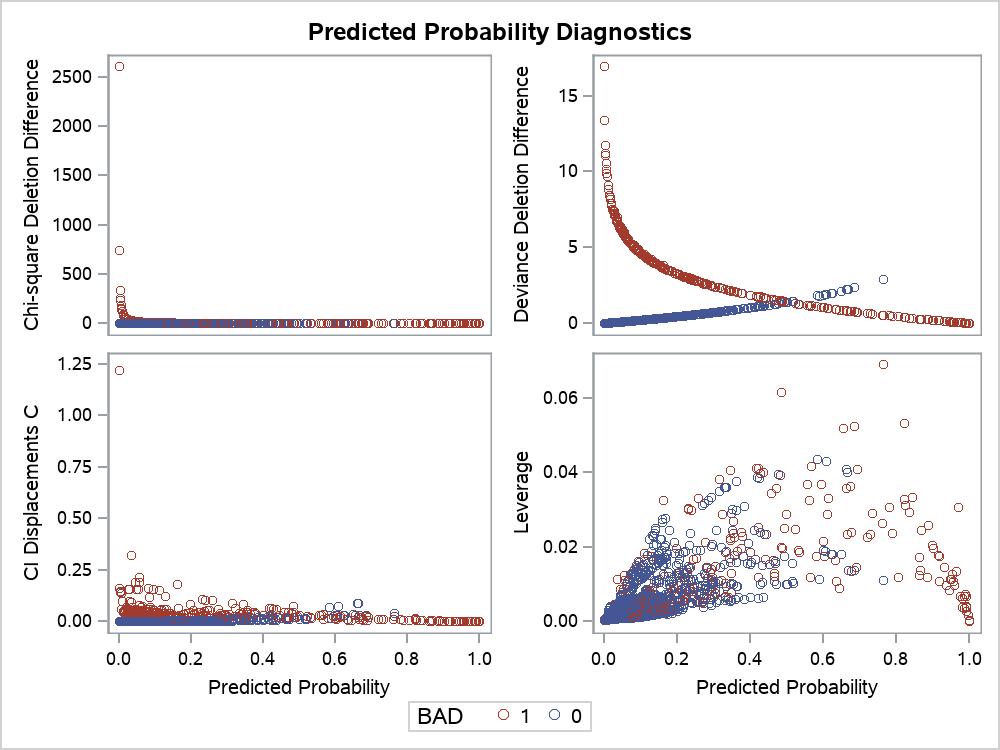 Predicted Probability Diagnostics
Chi-square Deletion Difference
2500
2000
1500
1000
500
0
Deviance Deletion Difference
15
10
5
0
CI Displacements C
1.25
1.00
0.75
0.50
0.25
0.00
0.0 0.2 0.4 0.6 0.8 1.0
Predicted Probability
Leverage
0.06
0.04
0.02
0.00
0.0 0.2 0.4 0.6 0.8 1.0
Predicted Probability
BAD 1 0